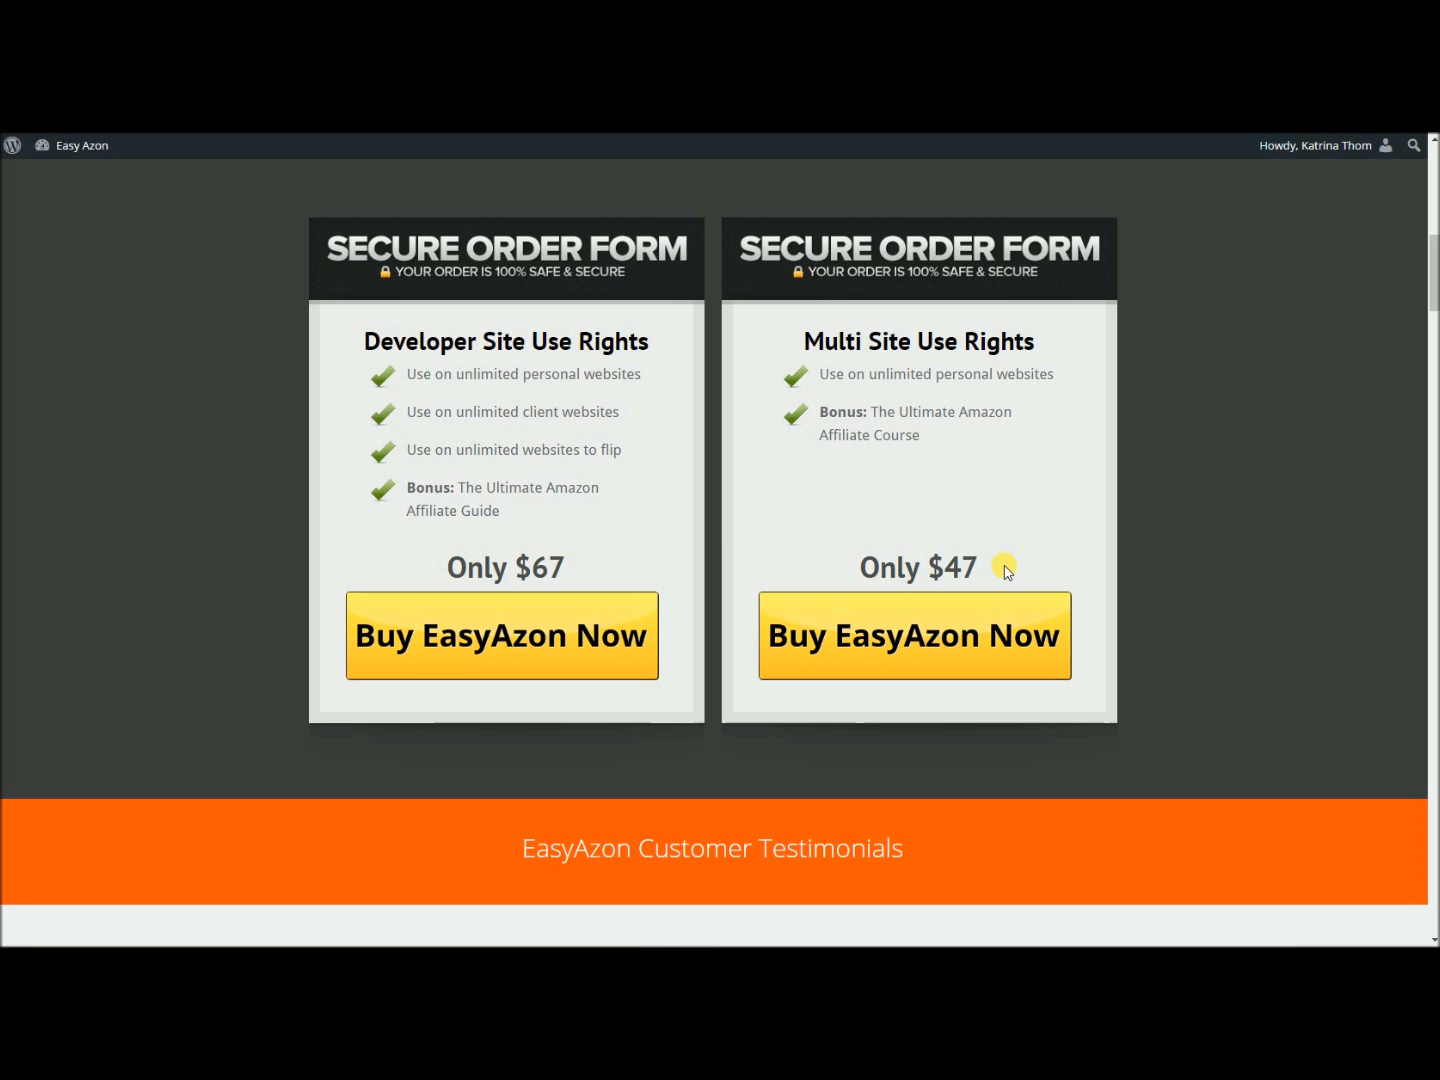 Easy Azon
Howdy, Katrina Thom
SECURE ORDER FORM
YOUR ORDER IS 100% SAFE & SECURE
Developer Site Use Rights
Use on unlimited personal websites
Use on unlimited client websites
Use on unlimited websites to flip
Bonus: The Ultimate Amazon
Affiliate Guide
Only $67
Buy EasyAzon Now
SECURE ORDER FORM
YOUR ORDER IS 100% SAFE & SECURE
Multi Site Use Rights
Use on unlimited personal websites
Bonus: The Ultimate Amazon
Affiliate Course
Only $47
Buy EasyAzon Now
EasyAzon Customer Testimonials